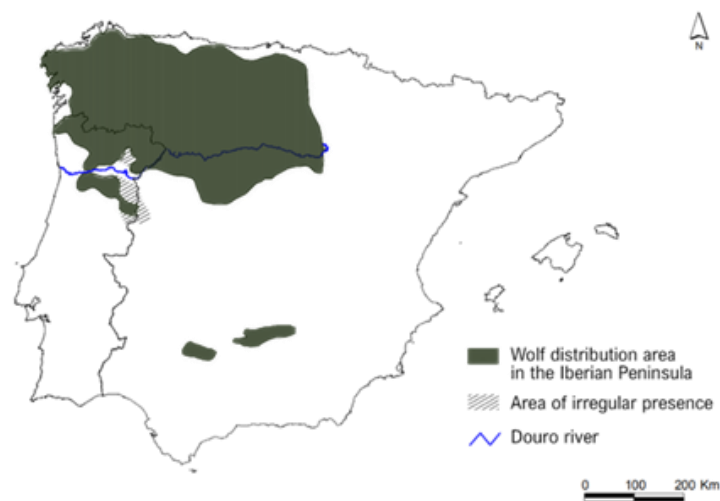 N
Wolf distribution area
in the Iberian Peninsula
Area of irregular presence
Douro river
0 100 200 Km